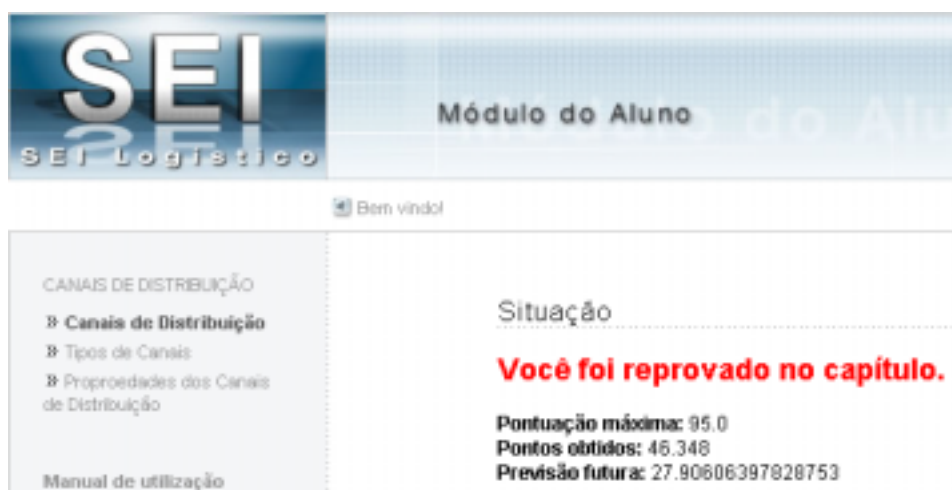 SEI
SEI Logístico
Módulo do Aluno
Bem vindo!
CANAIS DE DISTRIBUIÇÃO
Canais de Distribuição
Tipos de Canais
Proproedades dos Canais
de Distribuição
Manual de utilização
Situação
Você foi reprovado no capítulo.
Pontuação máxima: 95.0
Pontos obtidos: 46.348
Previsão futura: 27.90606397828753